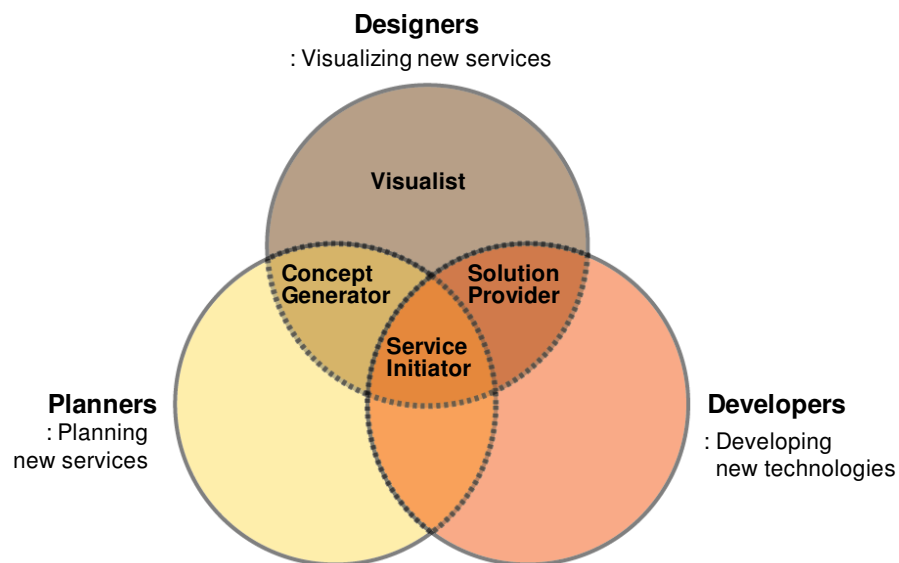 Designers
: Visualizing new services
Visualist
Concept
Generator
Solution
Provider
Service
Initiator
Planners
: Planning
new services
Developers
: Developing
new technologies